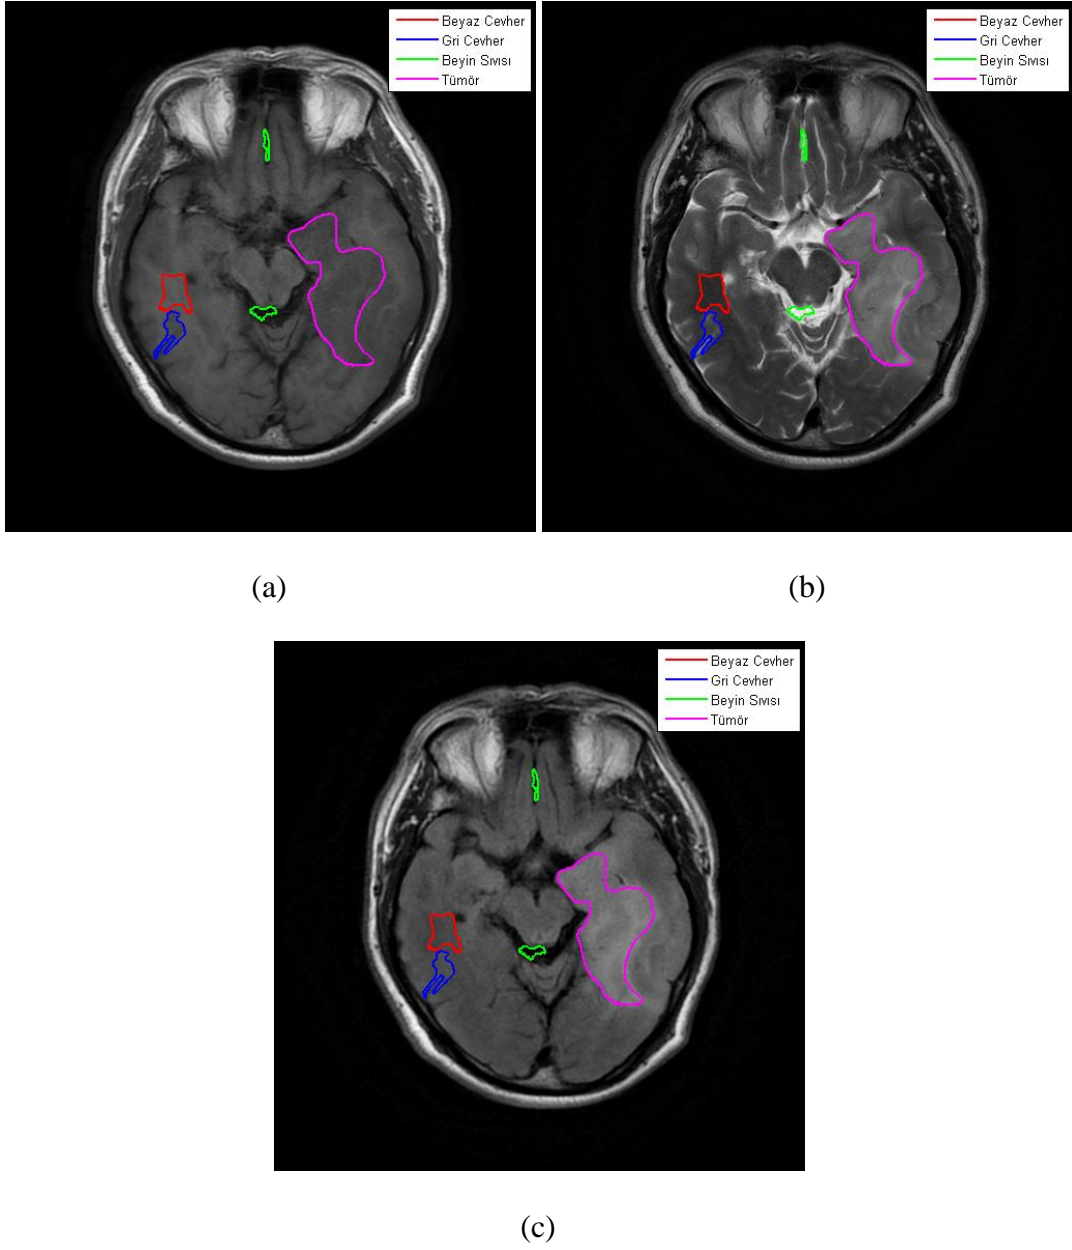 Beyaz Cevher
Gri Cevher
Beyin Sıvısı
Tümör
Beyaz Cevher
Gri Cevher
Beyin Sıvısı
Tümör
(a)
(b)
Beyaz Cevher
Gri Cevher
Beyin Sıvısı
Tümör
(c)